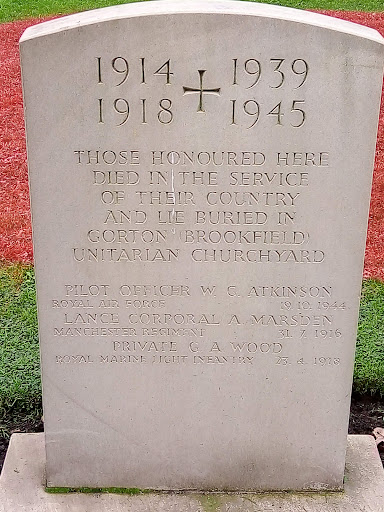 1914 1939
1918 1945
THOSE HONOURED HERE
DIED IN THE SERVICE
OF THEIR COUNTRY
AND LIE BURIED IN
GORTON (BROOKFIELD)
UNITARIAN CHURCHYARD
PILOT OFFICER W. C. ATKINSON
ROYAL AIR FORCE 19.10.1944
LANCE CORPORAL A. MARSDEN
MANCHESTER REGIMENT 31. 7. 1916
PRIVATE G. A. WOOD
ROYAL MARINE LIGHT INFANTRY 23. 4. 1918